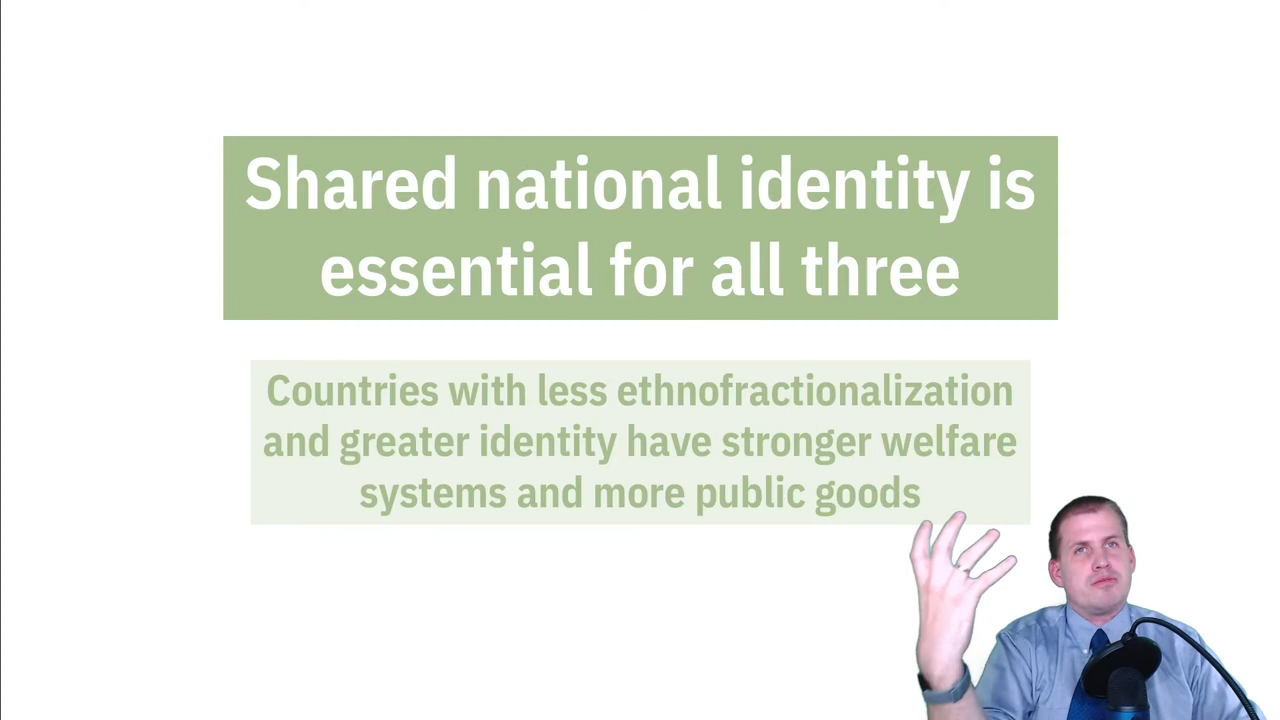 Shared national identity is
essential for all three
Countries with less ethnofractionalization
and greater identity have stronger welfare
systems and more public goods